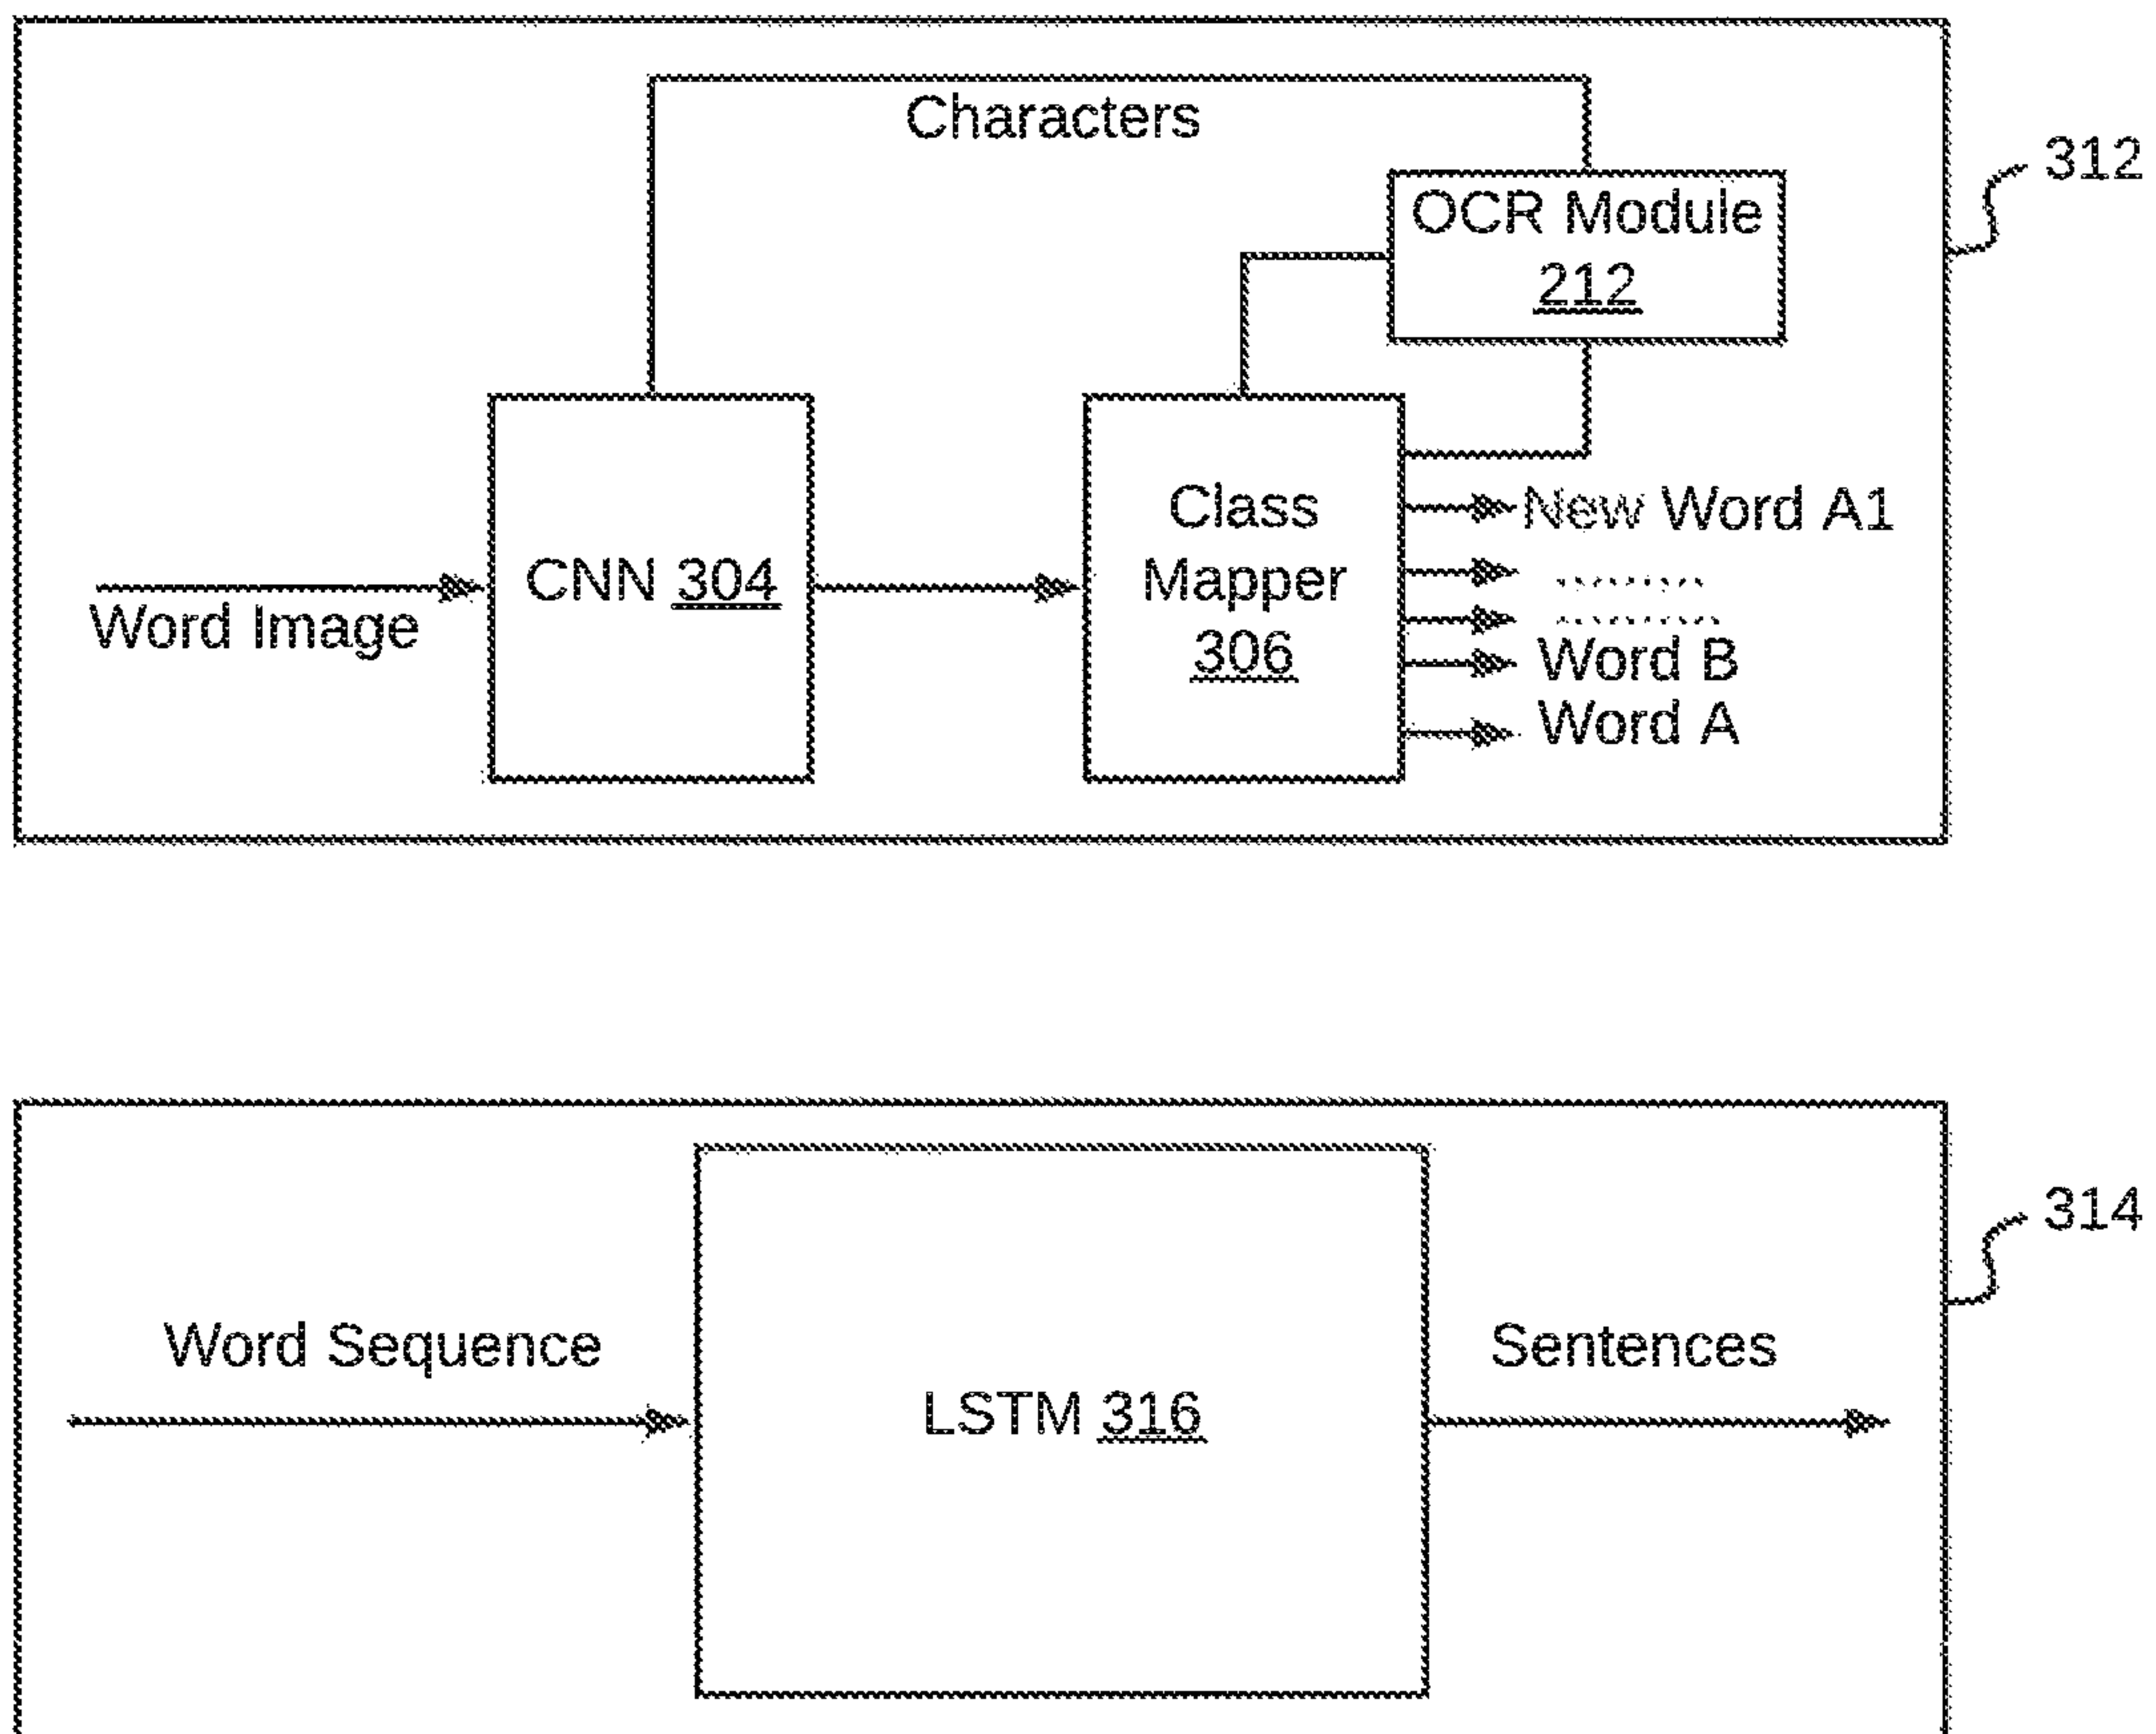 Characters
312
OCR Module
212
New Word A1
Class
Mapper
306
CNN 304
Word Image
Word B
Word A
314
Word Sequence
Sentences
LSTM 316